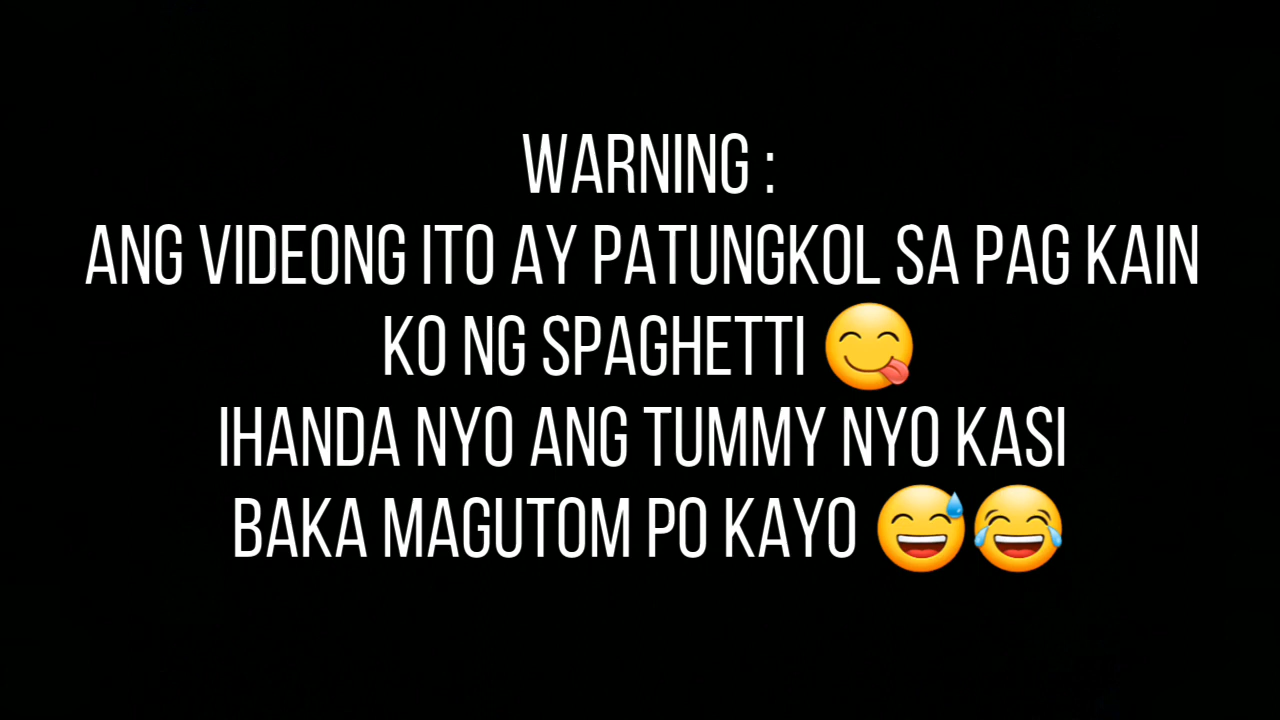 WARNING :
ANG VIDEONG ITO AY PATUNGKOL SA PAG KAIN
KO NG SPAGHETTI 😋
IHANDA NYO ANG TUMMY NYO KASI
BAKA MAGUTOM PO KAYO 😅😂